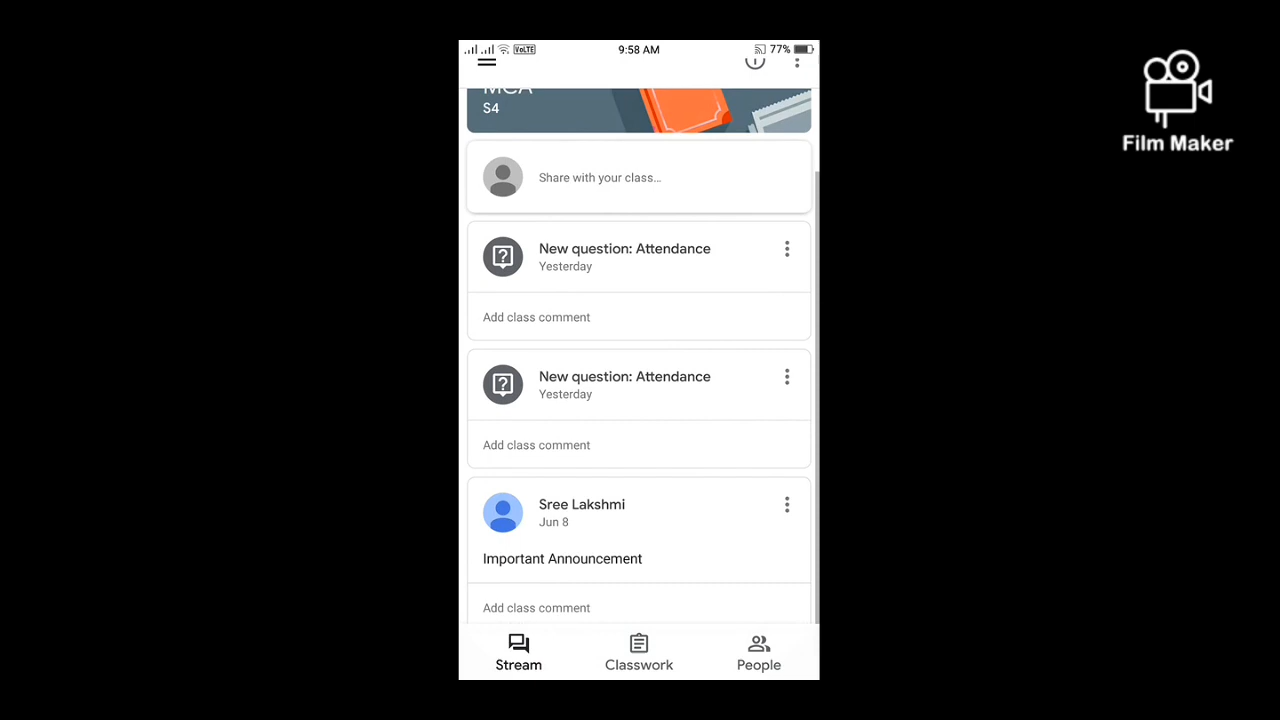 VoLTE 9:58 AM 77%
MCA
S4
Share with your class...
New question: Attendance
Yesterday
Add class comment
New question: Attendance
Yesterday
Add class comment
Sree Lakshmi
Jun 8
Important Announcement
Add class comment
Stream Classwork People
Film Maker